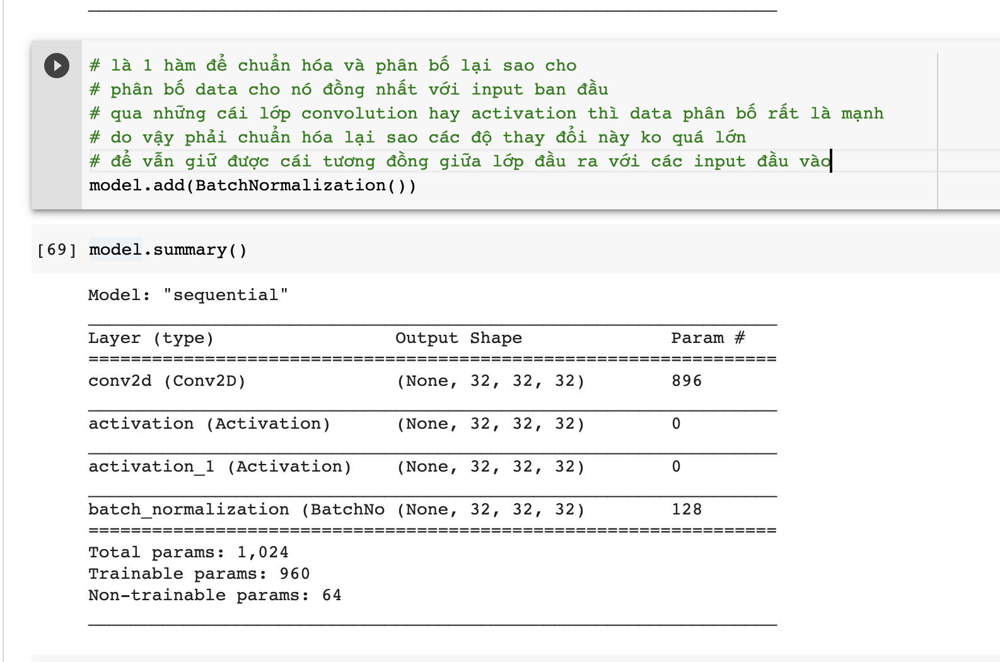 # là 1 hàm để chuẩn hóa và phân bố lại sao cho
# phân bố data cho nó đồng nhất với input ban đầu
# qua những cái lớp convolution hay activation thì data phân bố rất là mạnh
# do vậy phải chuẩn hóa lại sao các độ thay đổi này ko quá lớn
# để vẫn giữ được cái tương đồng giữa lớp đầu ra với các input đầu vào
model.add(BatchNormalization())
[69] model.summary()
Model: "sequential"
Layer (type) Output Shape Param #
=================================================================
conv2d (Conv2D) (None, 32, 32, 32) 896
activation (Activation) (None, 32, 32, 32) 0
activation_1 (Activation) (None, 32, 32, 32) 0
batch_normalization (BatchNo (None, 32, 32, 32) 128
=================================================================
Total params: 1,024
Trainable params: 960
Non-trainable params: 64